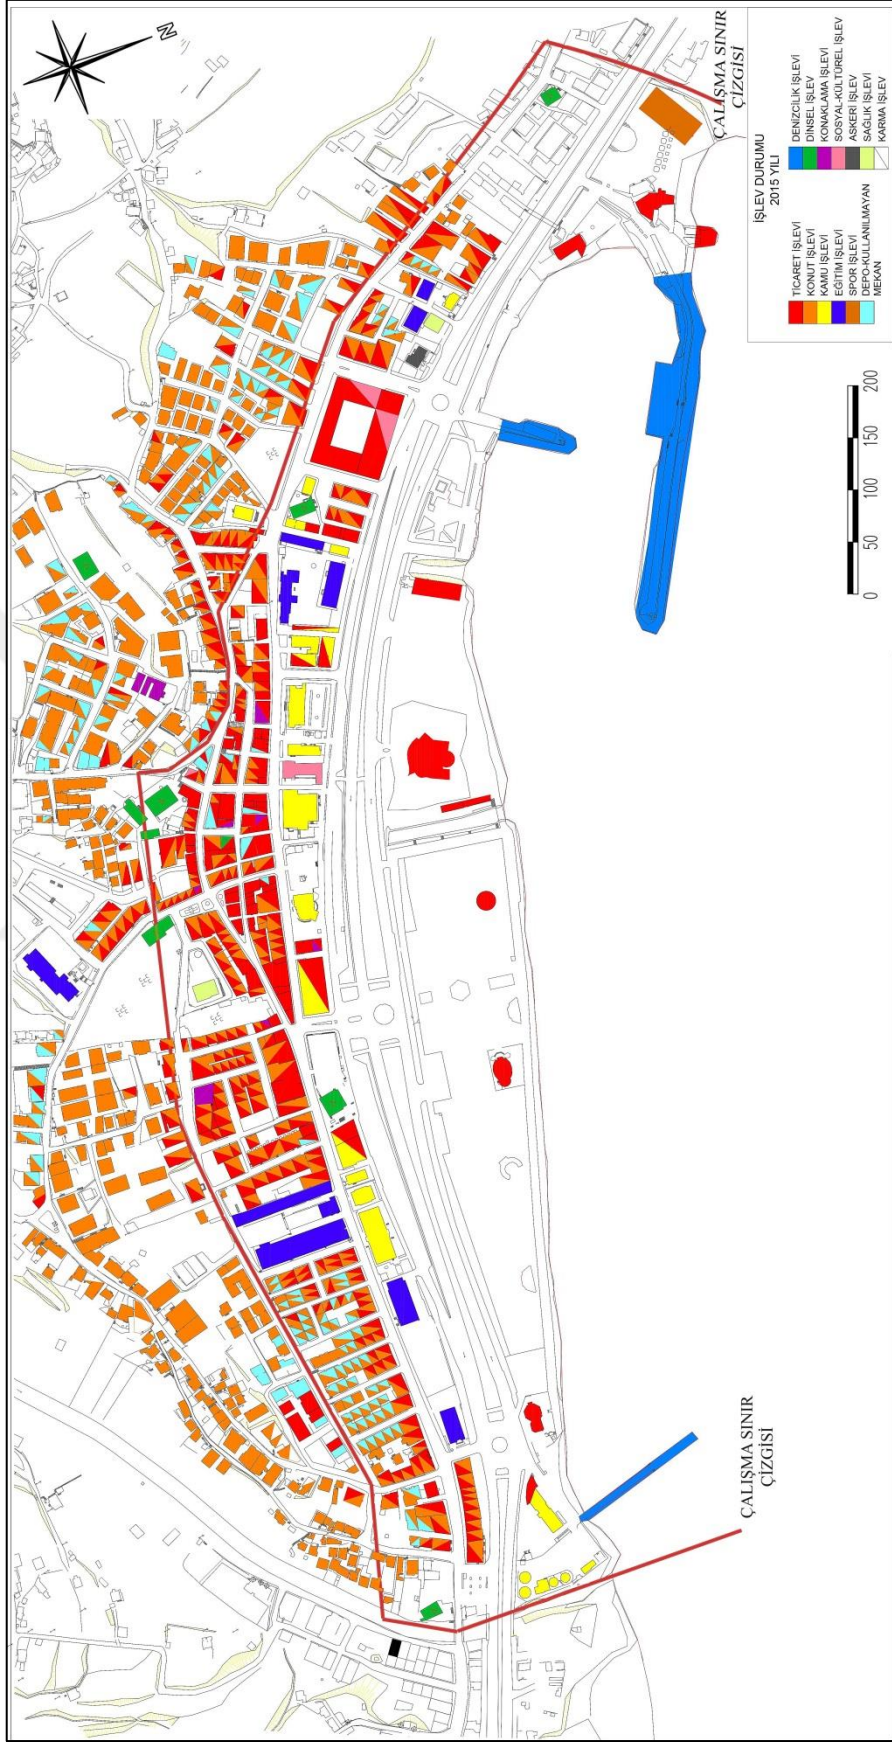 N
ÇALIŞMA SINIR
ÇİZGİSİ
İŞLEV DURUMU
2015 YILI
TİCARET İŞLEVİ
KONUT İŞLEVİ
KAMU İŞLEVİ
EĞİTİM İŞLEVİ
SPOR İŞLEVİ
DEPO-KULLANILMAYAN
MEKAN
DENİZCİLİK İŞLEVİ
DİNSEL İŞLEV
KONAKLAMA İŞLEVİ
SOSYAL-KÜLTÜREL İŞLEV
ASKERİ İŞLEV
SAĞLIK İŞLEVİ
KARMA İŞLEV
0 50 100 150 200
ÇALIŞMA SINIR
ÇİZGİSİ